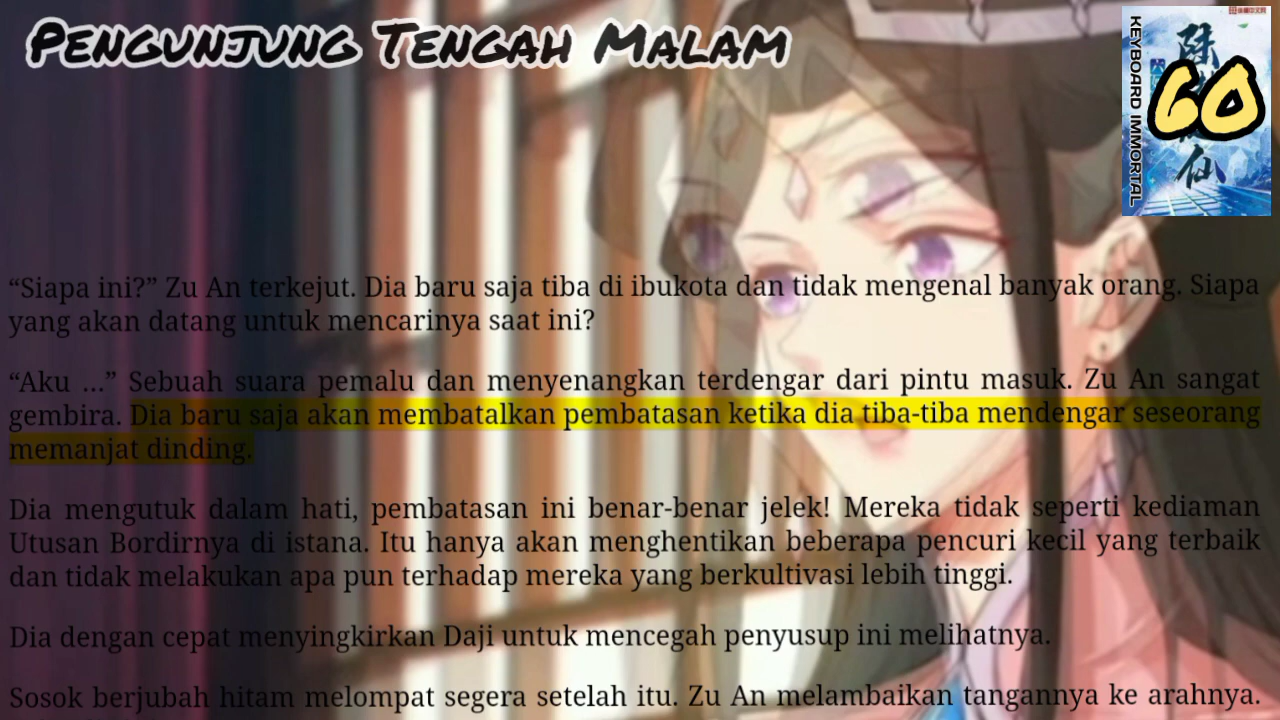 Pengunjung Tengah Malam
60
KEYBOARD IMMORTAL
“Siapa ini?” Zu An terkejut. Dia baru saja tiba di ibukota dan tidak mengenal banyak orang. Siapa
yang akan datang untuk mencarinya saat ini?
“Aku …” Sebuah suara pemalu dan menyenangkan terdengar dari pintu masuk. Zu An sangat
gembira. Dia baru saja akan membatalkan pembatasan ketika dia tiba-tiba mendengar seseorang
memanjat dinding.
Dia mengutuk dalam hati, pembatasan ini benar-benar jelek! Mereka tidak seperti kediaman
Utusan Bordirnya di istana. Itu hanya akan menghentikan beberapa pencuri kecil yang terbaik
dan tidak melakukan apa pun terhadap mereka yang berkultivasi lebih tinggi.
Dia dengan cepat menyingkirkan Daji untuk mencegah penyusup ini melihatnya.
Sosok berjubah hitam melompat segera setelah itu. Zu An melambaikan tangannya ke arahnya.